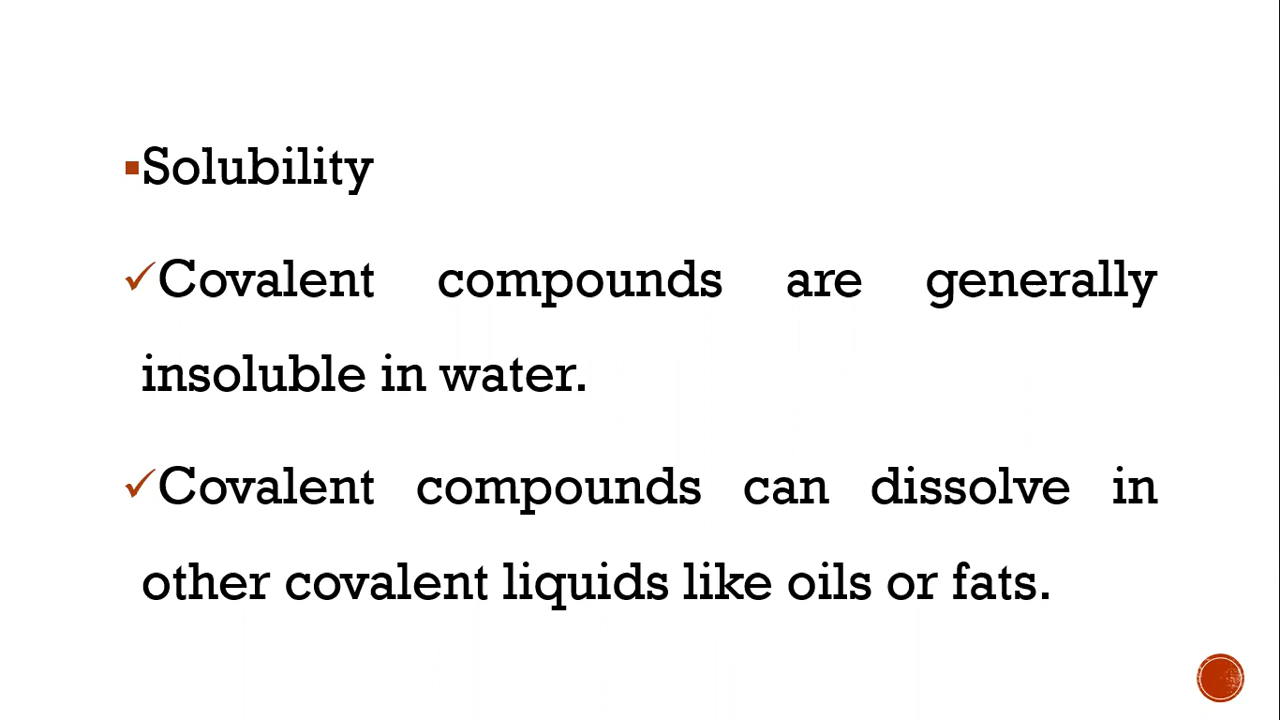 ▪Solubility
✓Covalent compounds are generally
insoluble in water.
✓Covalent compounds can dissolve in
other covalent liquids like oils or fats.